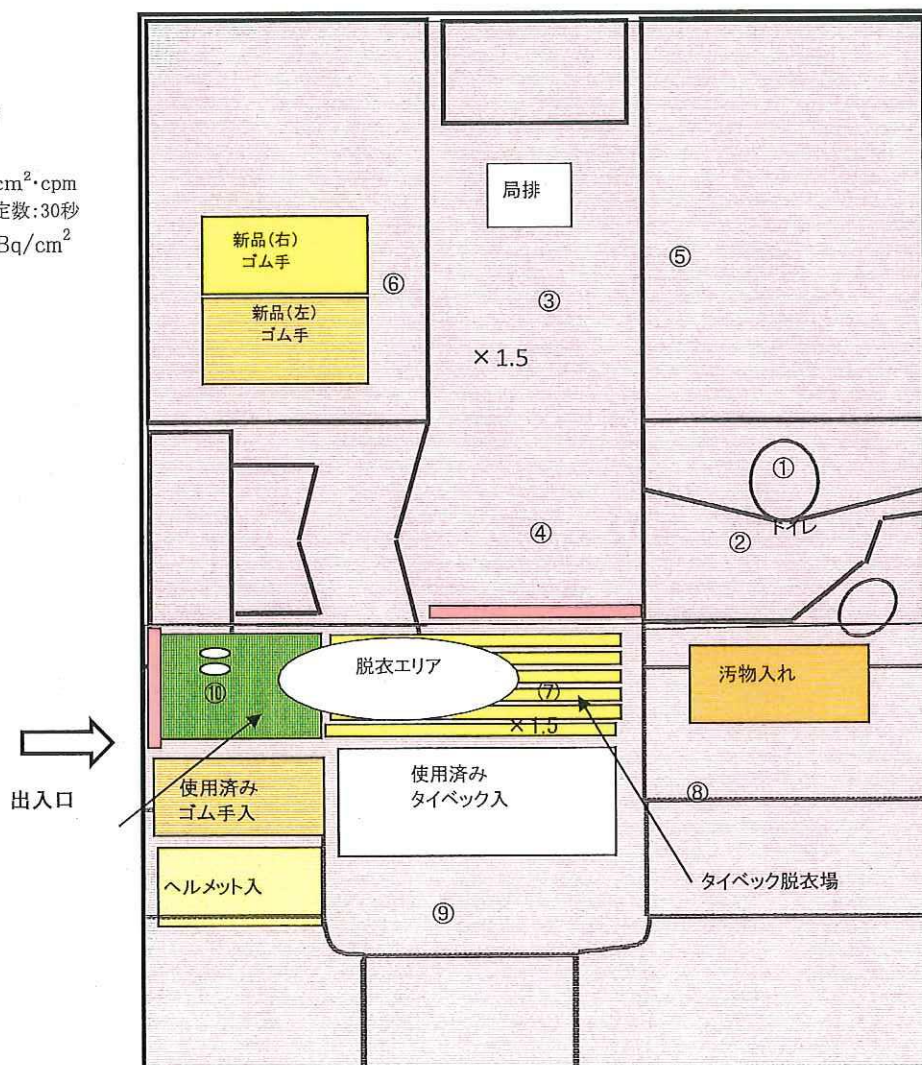 cm²・cpm
定数:30秒
Bq/cm²
局排
新品(右)
ゴム手
⑤
⑥
③
新品(左)
ゴム手
×1.5
①
トイレ
④
②
脱衣エリア
汚物入れ
⑩
⑦
×1.5
出入口
使用済み
ゴム手入
使用済み
タイベック入
⑧
ヘルメット入
タイベック脱衣場
⑨